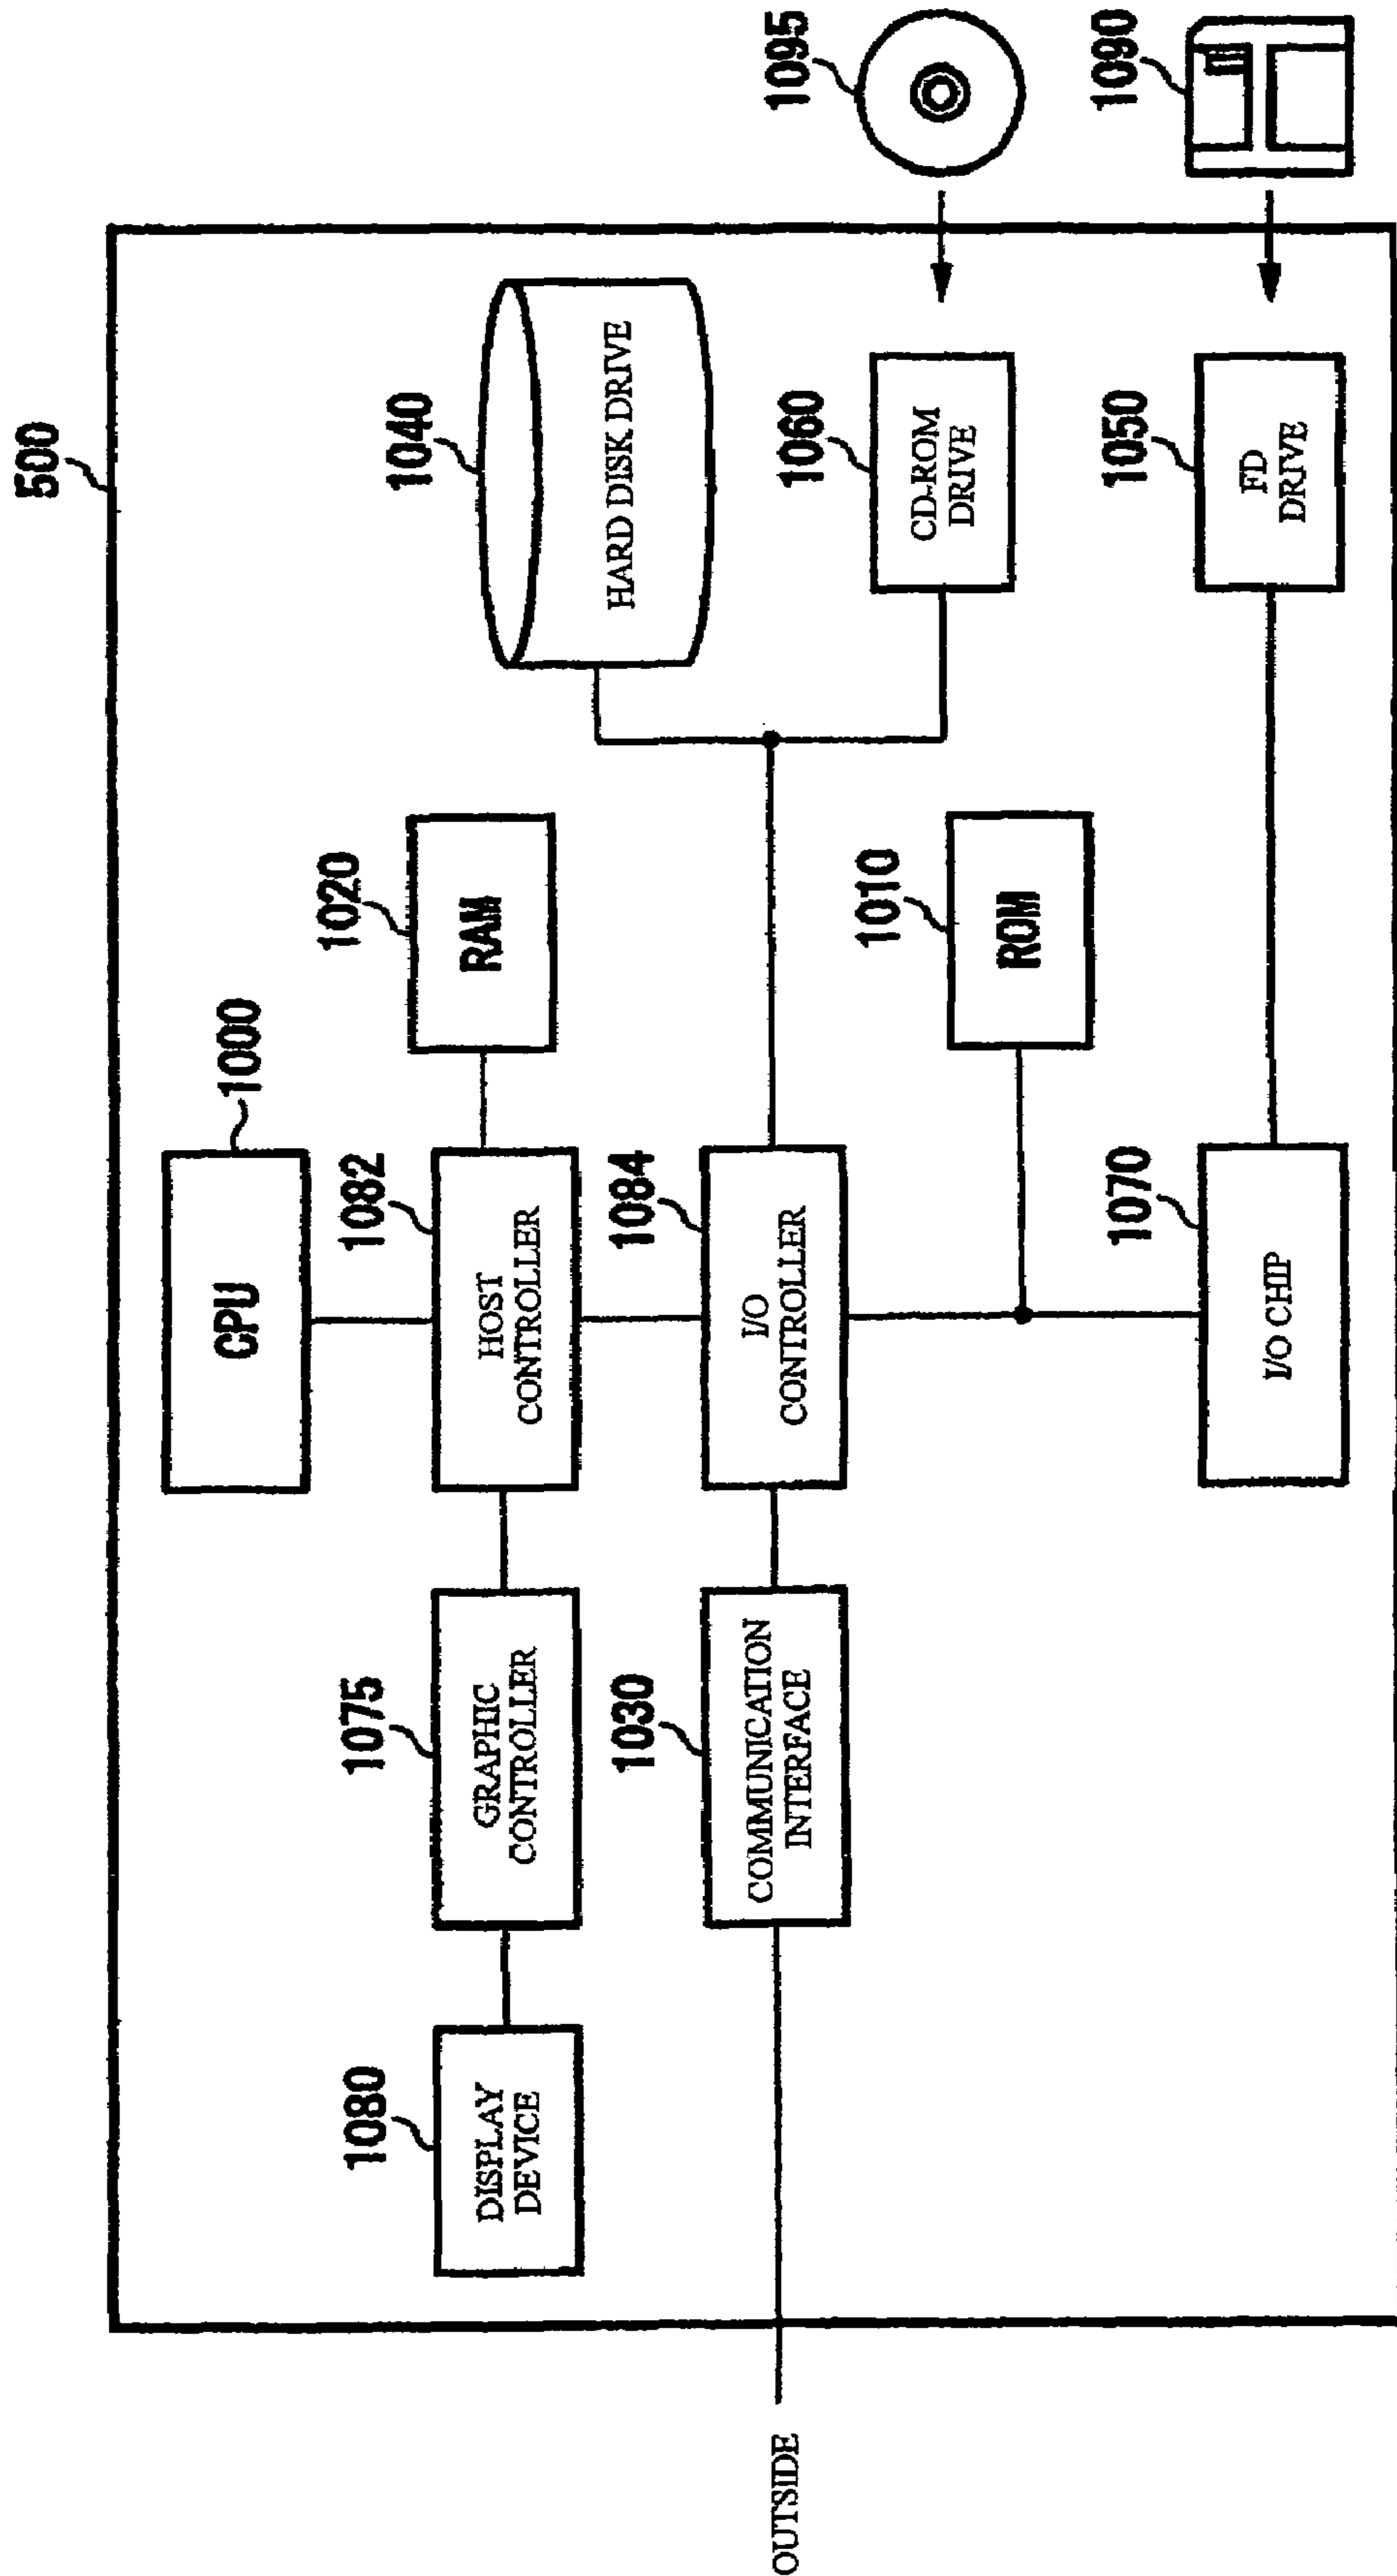 500
CPU
1000
1080
DISPLAY
DEVICE
1075
GRAPHIC
CONTROLLER
1082
HOST
CONTROLLER
1020
RAM
1040
HARD DISK DRIVE
OUTSIDE
1030
COMMUNICATION
INTERFACE
1084
I/O
CONTROLLER
1010
ROM
1060
CD-ROM
DRIVE
1095
1070
I/O CHIP
1050
FD
DRIVE
1090